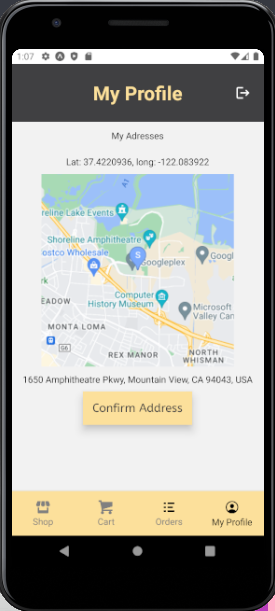 1:07
My Profile
My Adresses
Lat: 37.4220936, long: -122.083922
reline Lake Events
Shoreline Amphitheatre
ostco Wholesale
S
Googleplex
Goog
Computer
History Museum
Microsoft
Valley Can
EADOW
MONTA LOMA
G6
REX MANOR
NORTH
WHISMAN
1650 Amphitheatre Pkwy, Mountain View, CA 94043, USA
Confirm Address
Shop
Cart
Orders
My Profile